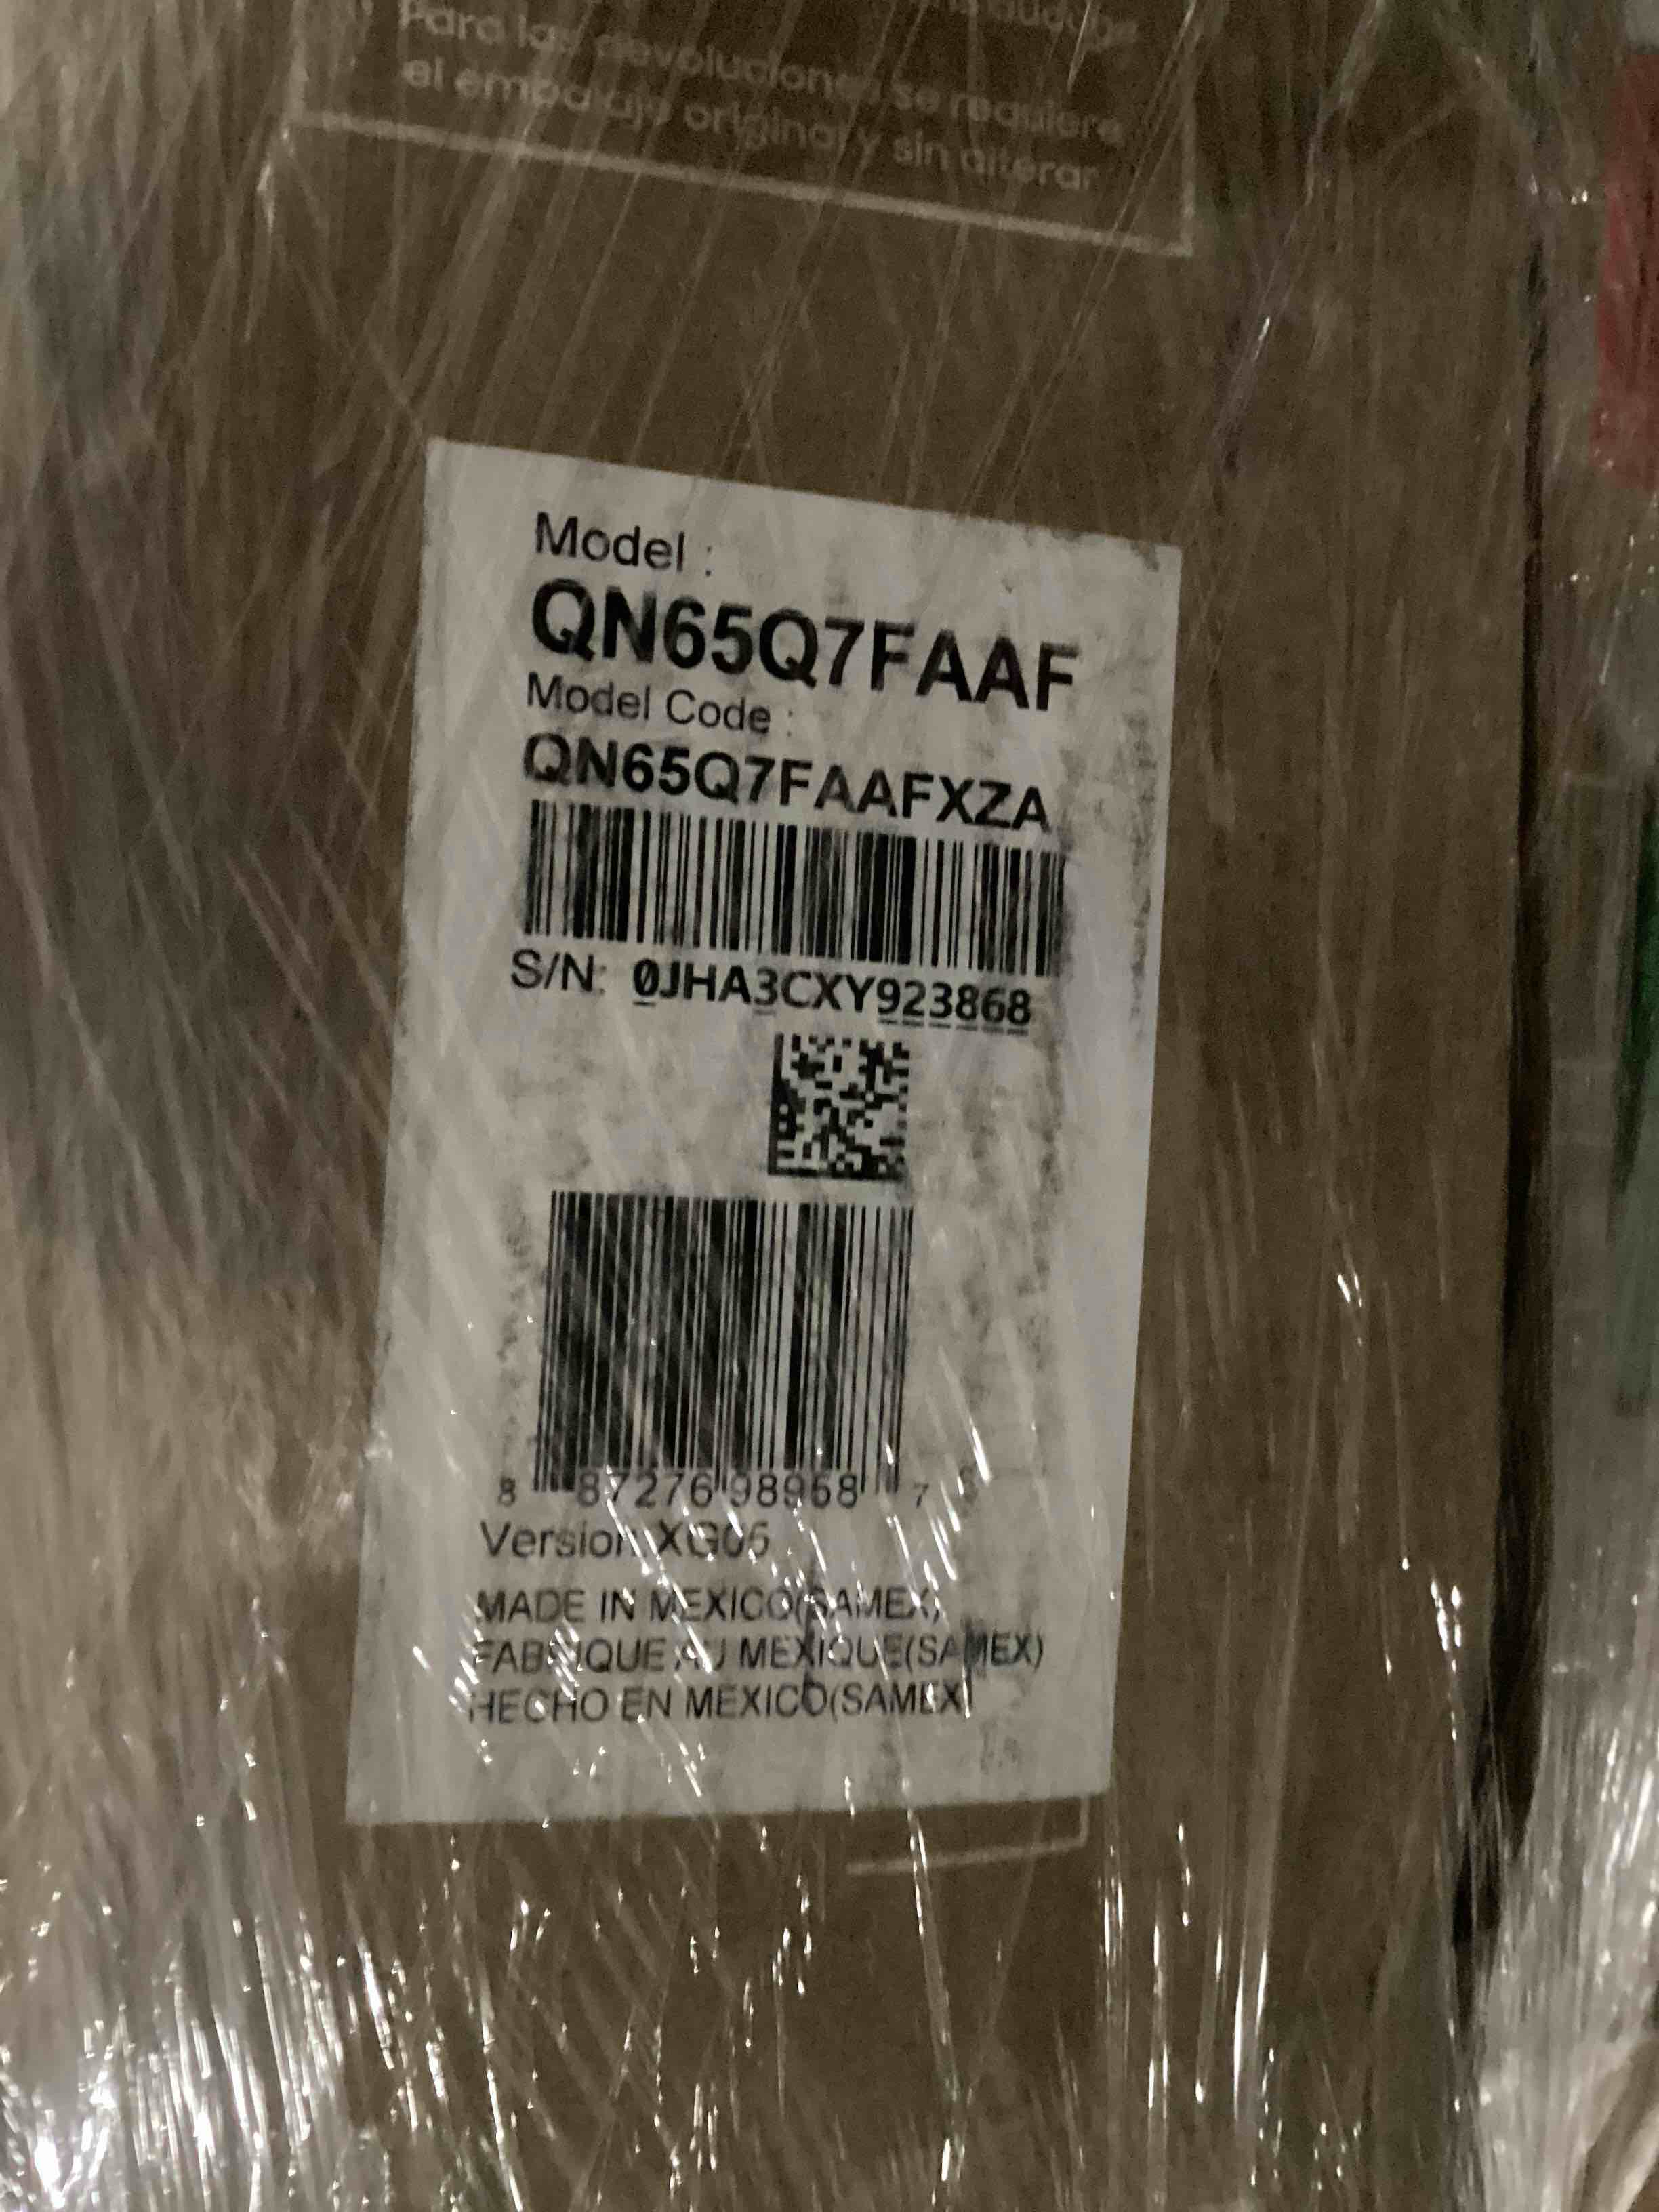 Para las devoluciones se requiere
el embalaje original y sin alterar
Model :
QN65Q7FAAF
Model Code :
QN65Q7FAAFXZA
S/N: 0JHA3CXY923868
8 87276 98968 7
Version XG05
MADE IN MEXICO(SAMEX)
FABRIQUE AU MEXIQUE(SAMEX)
HECHO EN MEXICO(SAMEX)